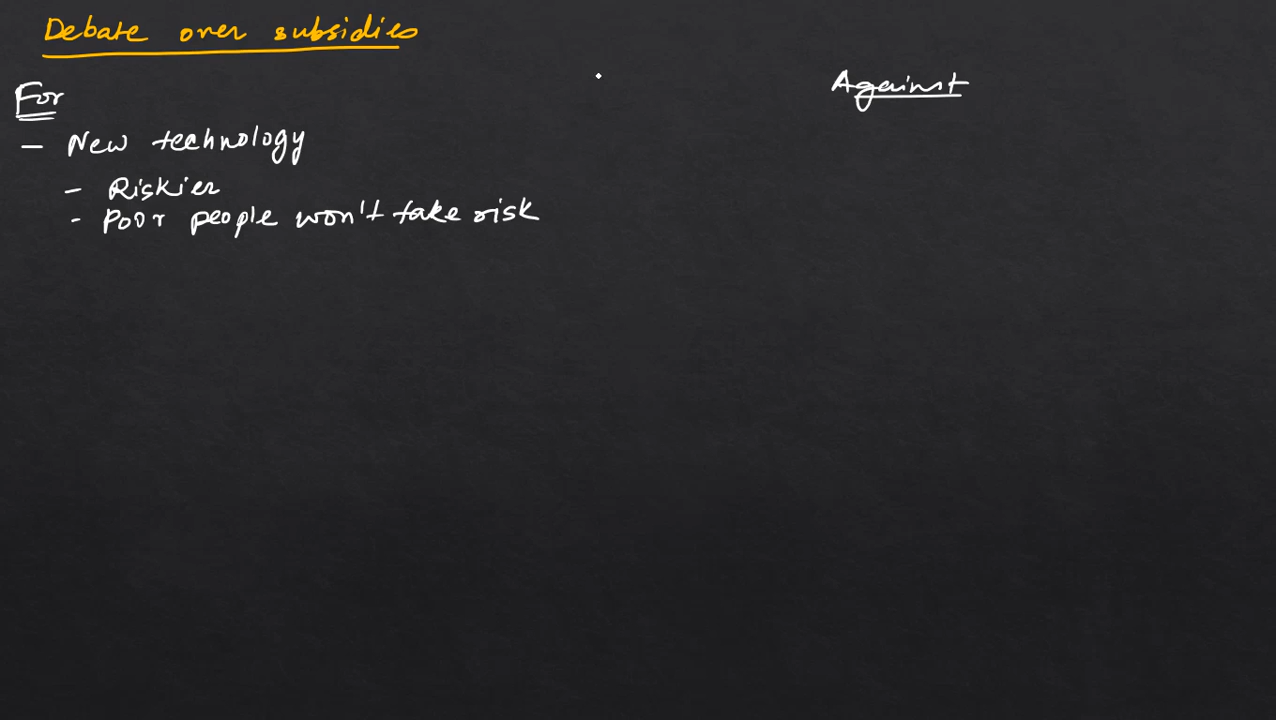 Debate over subsidies
For
Against
- New technology
- Riskier
- Poor people won't take risk